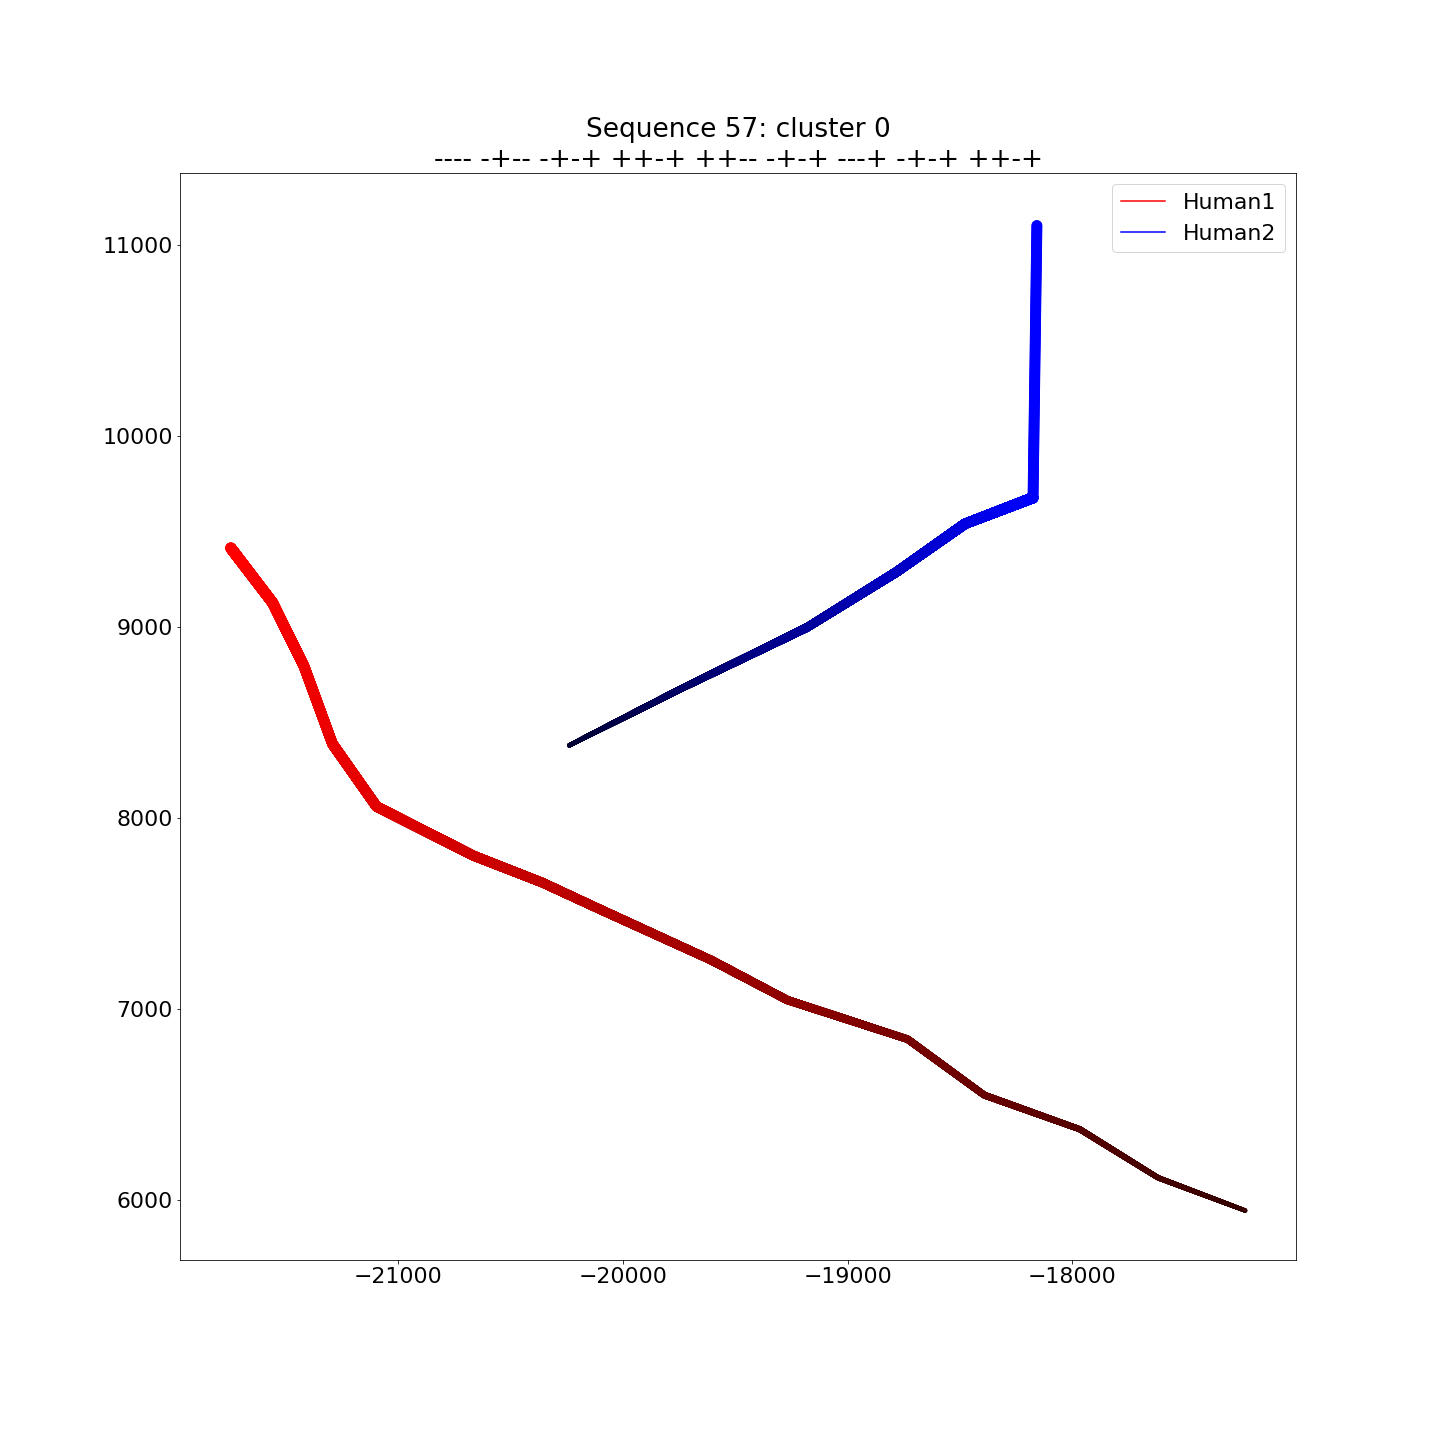 Sequence 57: cluster 0
---- -+-- -+-+ ++-+ ++-- -+-+ ---+ -+-+ ++-+
Human1
Human2
11000
10000
9000
8000
7000
6000
−21000 −20000 −19000 −18000